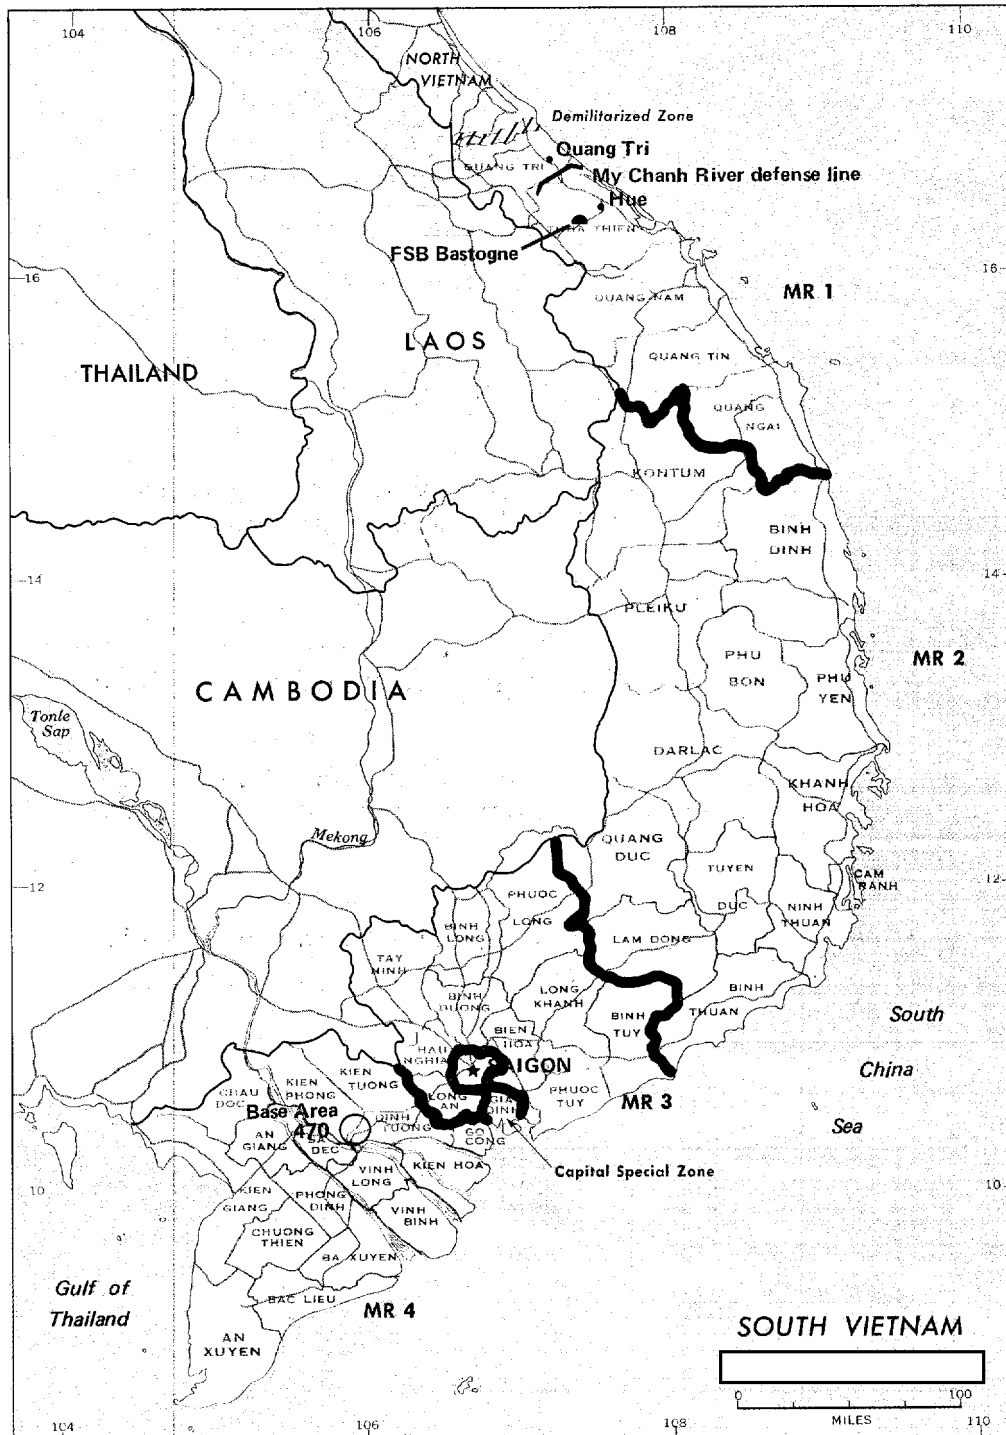 104
106
108
110
NORTH
VIETNAM
Demilitarized Zone
Quang Tri
QUANG TRI
My Chanh River defense line
Hue
THIEN
FSB Bastogne
16
16
MR 1
QUANG NAM
LAOS
THAILAND
QUANG TIN
QUANG
NGAI
KONTUM
BINH
DINH
14
14
PLEIKU
PHU
BON
MR 2
PHU
YEN
CAMBODIA
Tonle
Sap
DARLAC
KHANH
HOA
Mekong
QUANG
DUC
TUYEN
DUC
CAM
RANH
12
12
PHUOC
LONG
NINH
THUAN
BINH
LONG
LAM DONG
TAY
NINH
LONG
KHANH
BINH
THUAN
BINH
DUONG
BINH
TUY
BIEN
HOA
South
China
Sea
HAU
NGHIA
SAIGON
KIEN
TUONG
KIEN
PHONG
CHAU
DOC
LONG
AN
GIA
DINH
PHUOC
TUY
MR 3
Base Area
470
DINH
TUONG
GO
CONG
AN
GIANG
SA
DEC
KIEN HOA
VINH
LONG
Capital Special Zone
10
10
KIEN
GIANG
PHONG
DINH
VINH
BINH
CHUONG
THIEN
BA XUYEN
Gulf of
Thailand
BAC LIEU
MR 4
AN
XUYEN
SOUTH VIETNAM
0
100
MILES
104
106
108
110